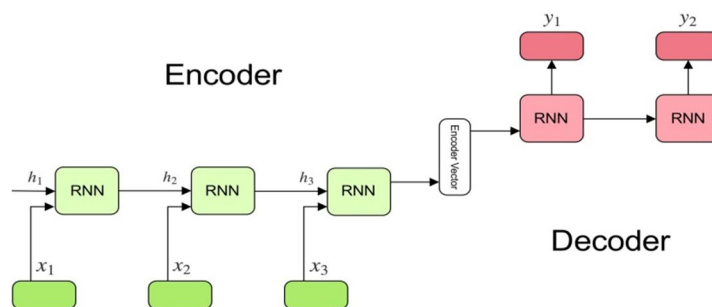 y1
y2
Encoder
RNN
RNN
Encoder Vector
h1
RNN
h2
RNN
h3
RNN
Decoder
x1
x2
x3